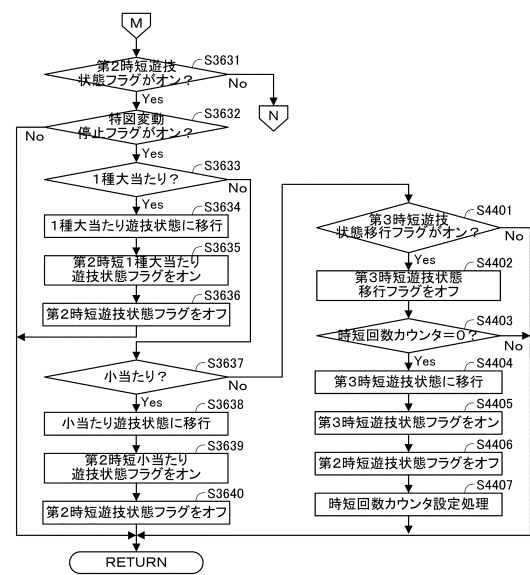 M
第2時短遊技
状態フラグがオン？
S3631
No
Yes
N
特図変動
停止フラグがオン？
S3632
No
Yes
1種大当たり？
S3633
No
Yes
1種大当たり遊技状態に移行
S3634
第2時短1種大当たり
遊技状態フラグをオン
S3635
第2時短遊技状態フラグをオフ
S3636
小当たり？
S3637
No
Yes
小当たり遊技状態に移行
S3638
第2時短小当たり
遊技状態フラグをオン
S3639
第2時短遊技状態フラグをオフ
S3640
RETURN
第3時短遊技
状態移行フラグがオン？
S4401
No
Yes
第3時短遊技状態
移行フラグをオフ
S4402
時短回数カウンタ＝０？
S4403
No
Yes
第3時短遊技状態に移行
S4404
第3時短遊技状態フラグをオン
S4405
第2時短遊技状態フラグをオフ
S4406
時短回数カウンタ設定処理
S4407